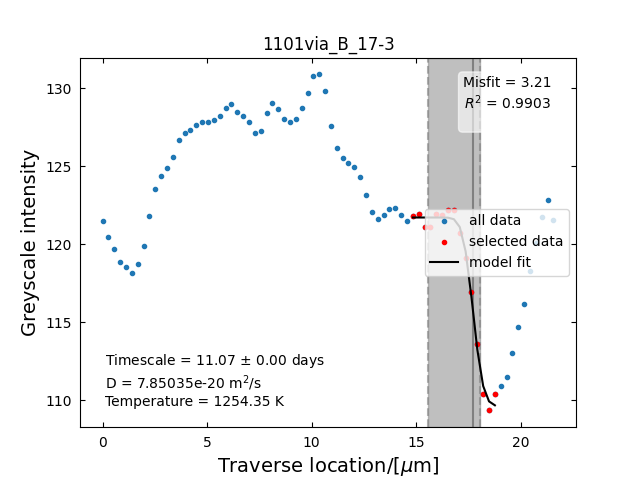 1101via_B_17-3
Greyscale intensity
130
125
120
115
110
Misfit = 3.21
R² = 0.9903
all data
selected data
model fit
Timescale = 11.07 ± 0.00 days
D = 7.85035e-20 m²/s
Temperature = 1254.35 K
0 5 10 15 20
Traverse location/[μm]